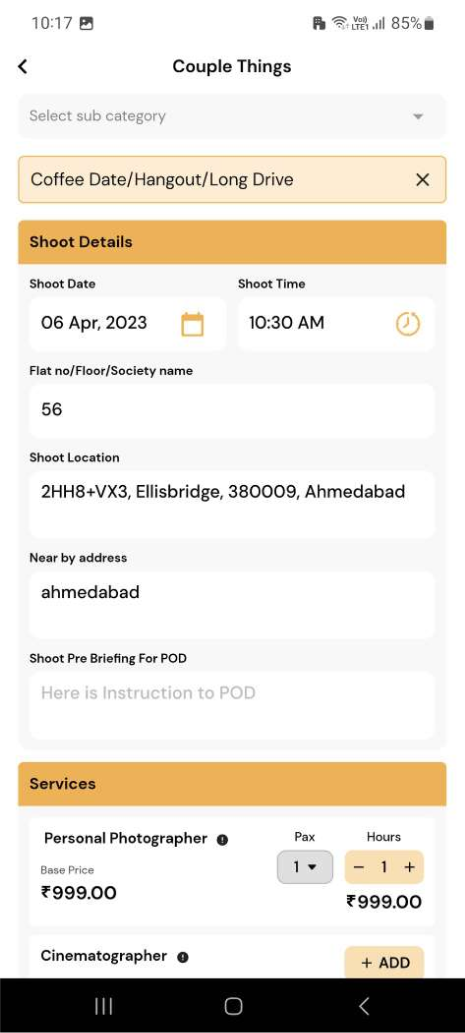 10:17
Vo)) LTE1 85%
Couple Things
Select sub category
Coffee Date/Hangout/Long Drive
Shoot Details
Shoot Date Shoot Time
06 Apr, 2023 10:30 AM
Flat no/Floor/Society name
56
Shoot Location
2HH8+VX3, Ellisbridge, 380009, Ahmedabad
Near by address
ahmedabad
Shoot Pre Briefing For POD
Here is Instruction to POD
Services
Personal Photographer Pax Hours
Base Price 1 − 1 +
₹999.00 ₹999.00
Cinematographer + ADD